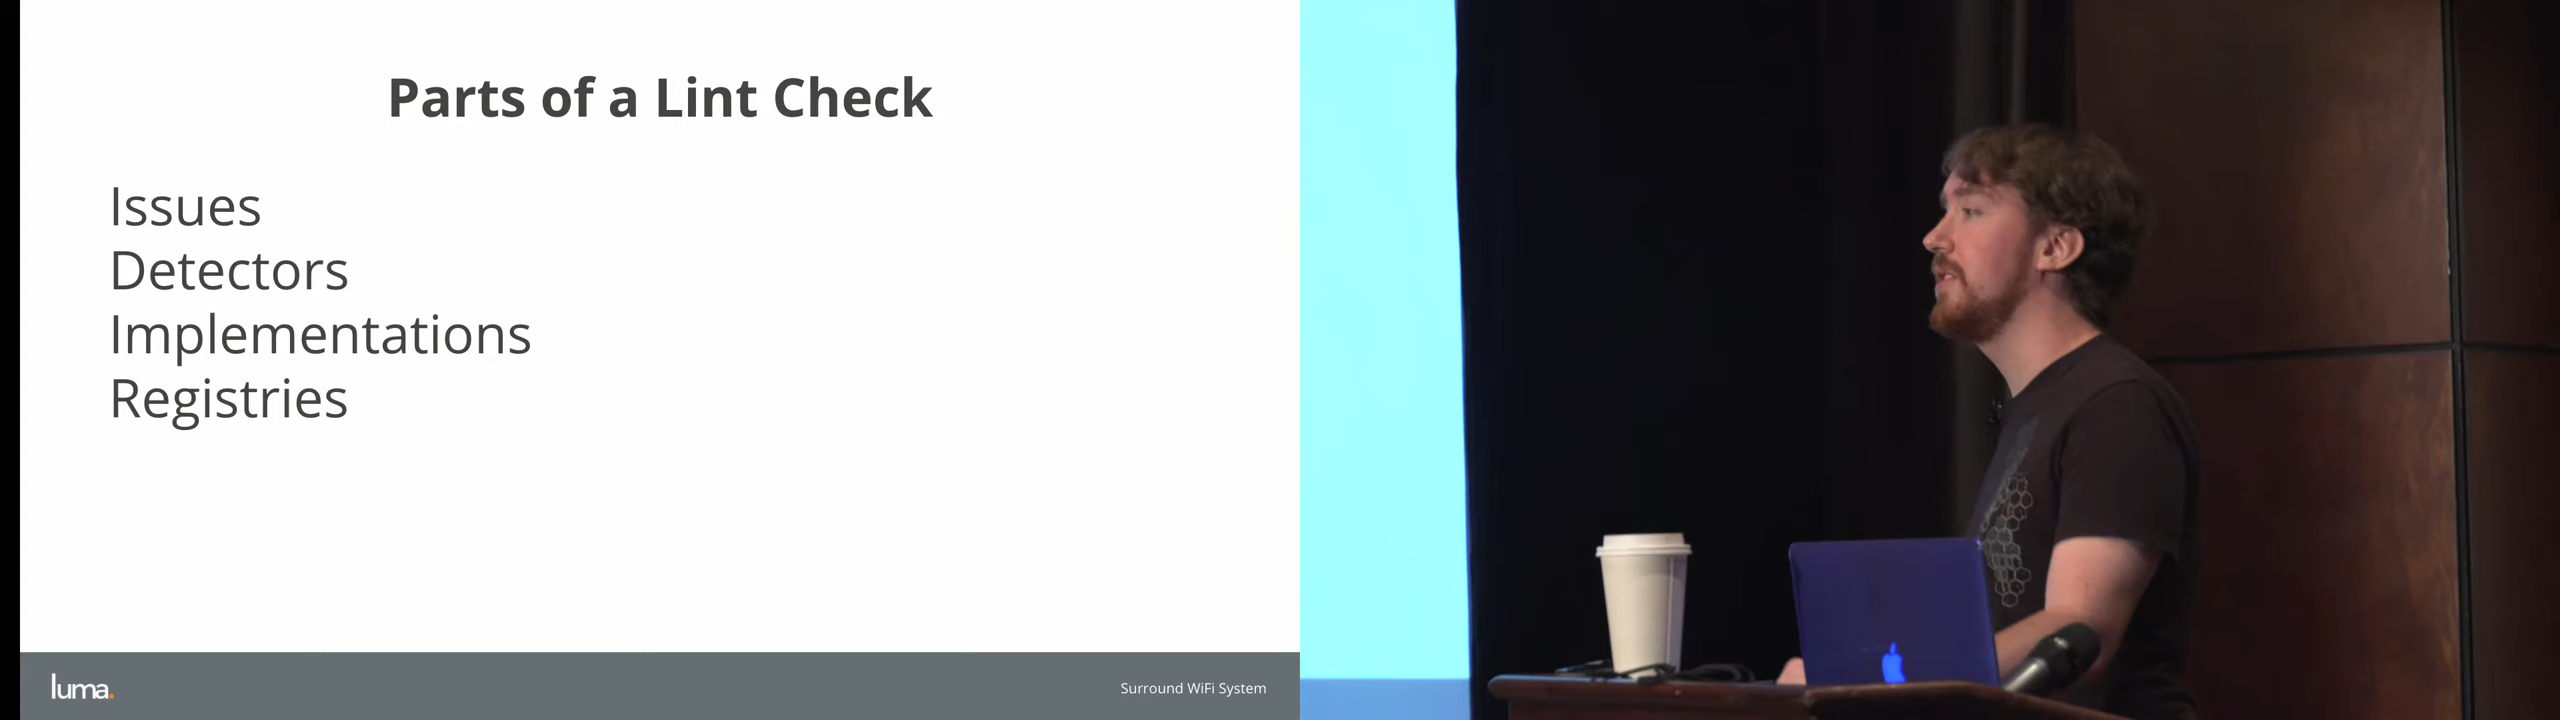 Parts of a Lint Check
Issues
Detectors
Implementations
Registries
luma.
Surround WiFi System